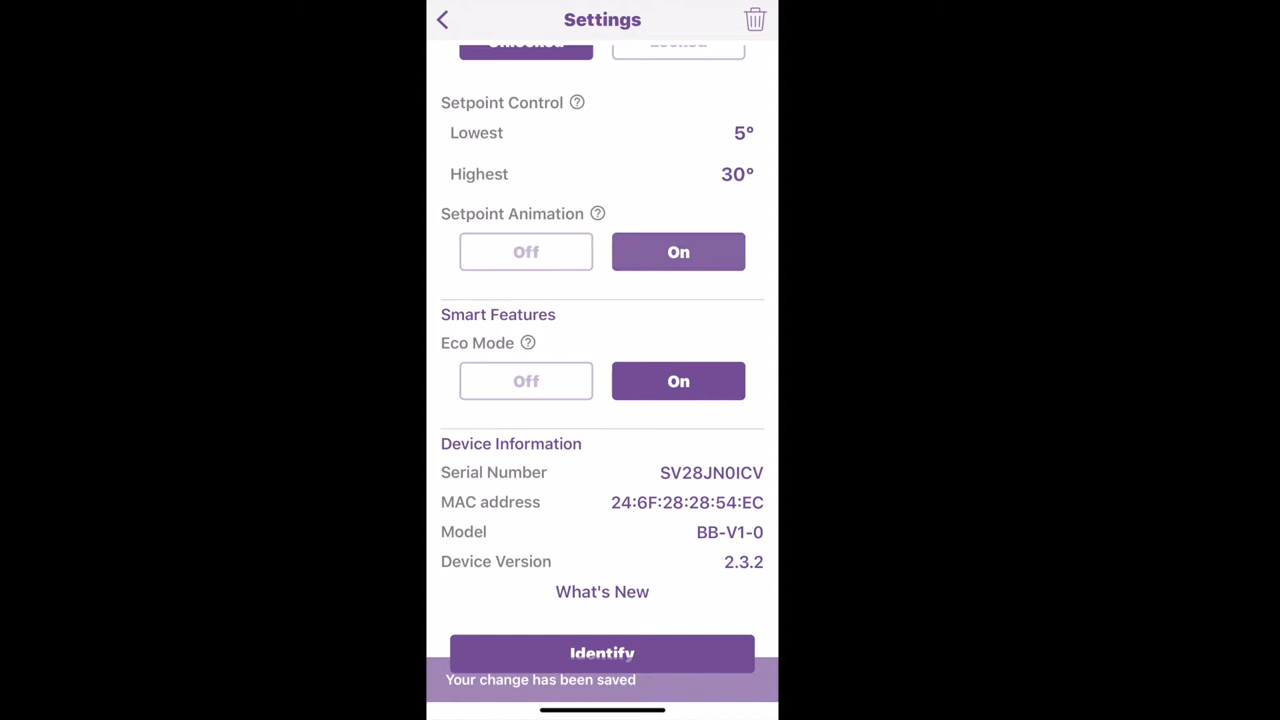 Settings
Unlocked Locked
Setpoint Control ?
Lowest 5°
Highest 30°
Setpoint Animation ?
Off On
Smart Features
Eco Mode ?
Off On
Device Information
Serial Number SV28JN0ICV
MAC address 24:6F:28:28:54:EC
Model BB-V1-0
Device Version 2.3.2
What's New
Identify
Your change has been saved